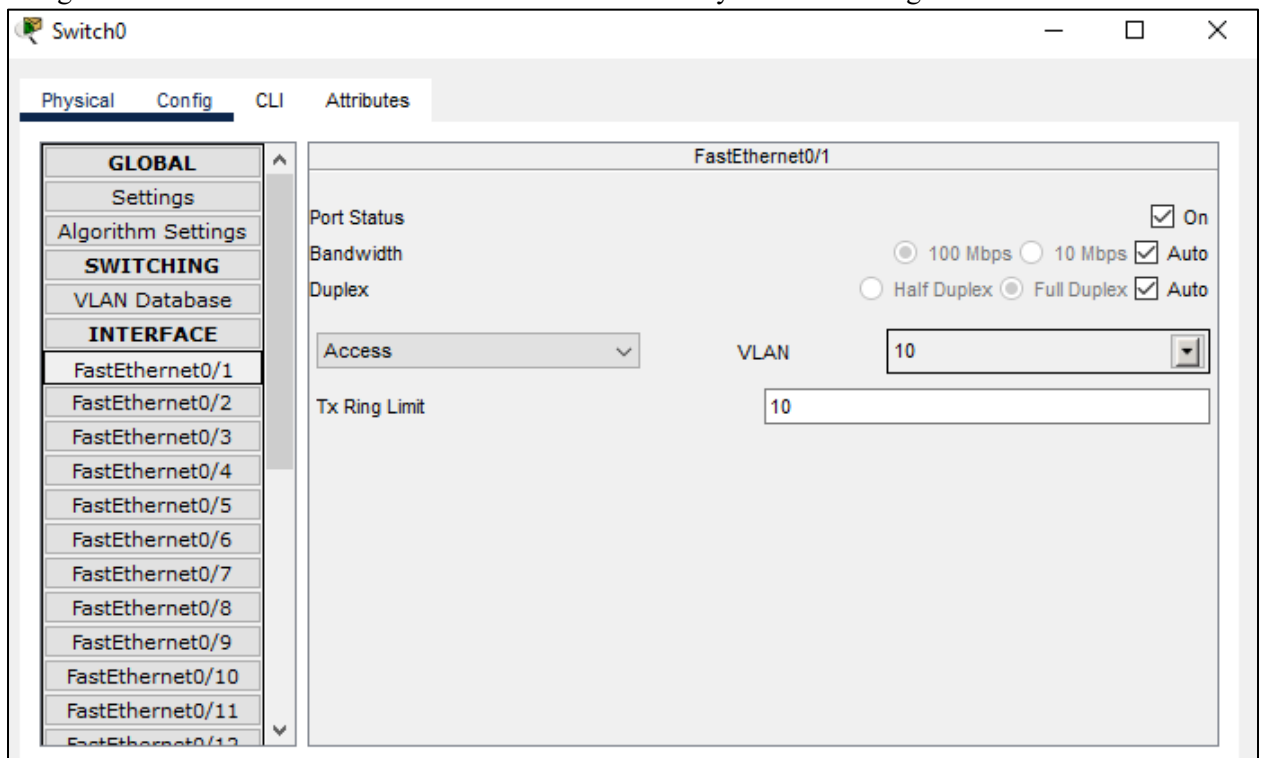 Switch0
Physical Config CLI Attributes
GLOBAL
Settings
Algorithm Settings
SWITCHING
VLAN Database
INTERFACE
FastEthernet0/1
FastEthernet0/2
FastEthernet0/3
FastEthernet0/4
FastEthernet0/5
FastEthernet0/6
FastEthernet0/7
FastEthernet0/8
FastEthernet0/9
FastEthernet0/10
FastEthernet0/11
FastEthernet0/12
FastEthernet0/1
Port Status On
Bandwidth 100 Mbps 10 Mbps Auto
Duplex Half Duplex Full Duplex Auto
Access VLAN 10
Tx Ring Limit 10